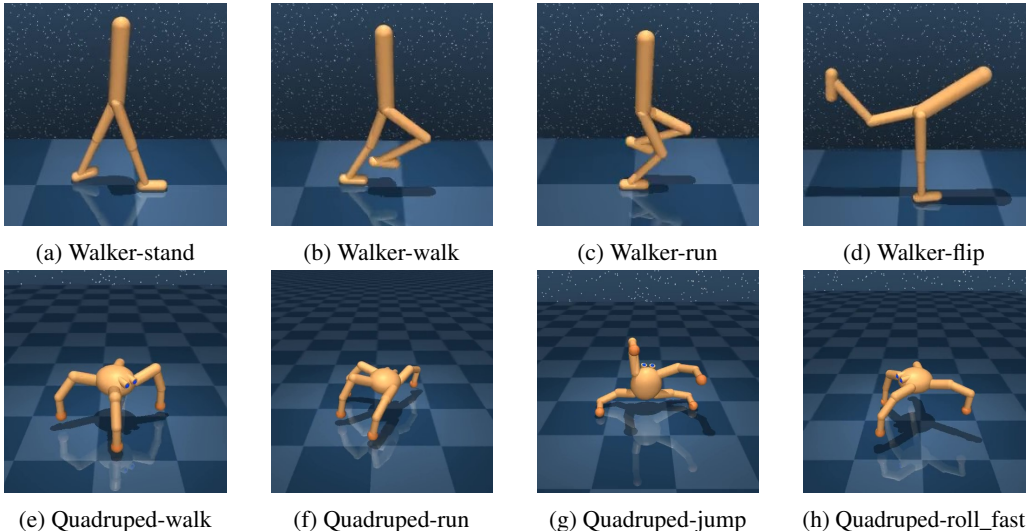 (a) Walker-stand
(b) Walker-walk
(c) Walker-run
(d) Walker-flip
(e) Quadruped-walk
(f) Quadruped-run
(g) Quadruped-jump
(h) Quadruped-roll_fast